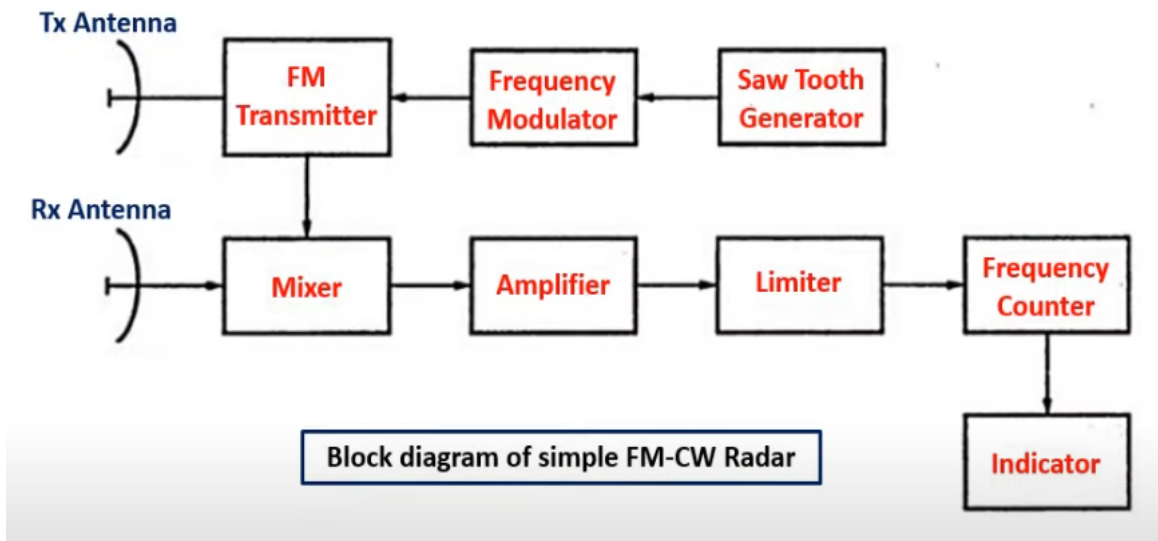 Tx Antenna
FM
Transmitter
Frequency
Modulator
Saw Tooth
Generator
Rx Antenna
Mixer
Amplifier
Limiter
Frequency
Counter
Indicator
Block diagram of simple FM-CW Radar